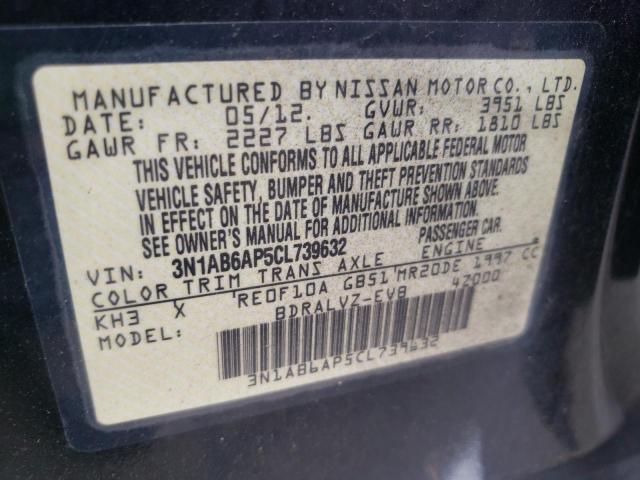 MANUFACTURED BY NISSAN MOTOR CO., LTD.
DATE: 05/12. GVWR: 3951 LBS
GAWR FR: 2227 LBS GAWR RR: 1810 LBS
THIS VEHICLE CONFORMS TO ALL APPLICABLE FEDERAL MOTOR
VEHICLE SAFETY, BUMPER AND THEFT PREVENTION STANDARDS
IN EFFECT ON THE DATE OF MANUFACTURE SHOWN ABOVE.
SEE OWNER'S MANUAL FOR ADDITIONAL INFORMATION.
VIN: 3N1AB6AP5CL739632 PASSENGER CAR.
COLOR TRIM TRANS AXLE ENGINE
KH3 X RE0F10A GB51 MR20DE 1997 CC
MODEL: BDRALVZ-EVB 42000
3N1AB6AP5CL739632